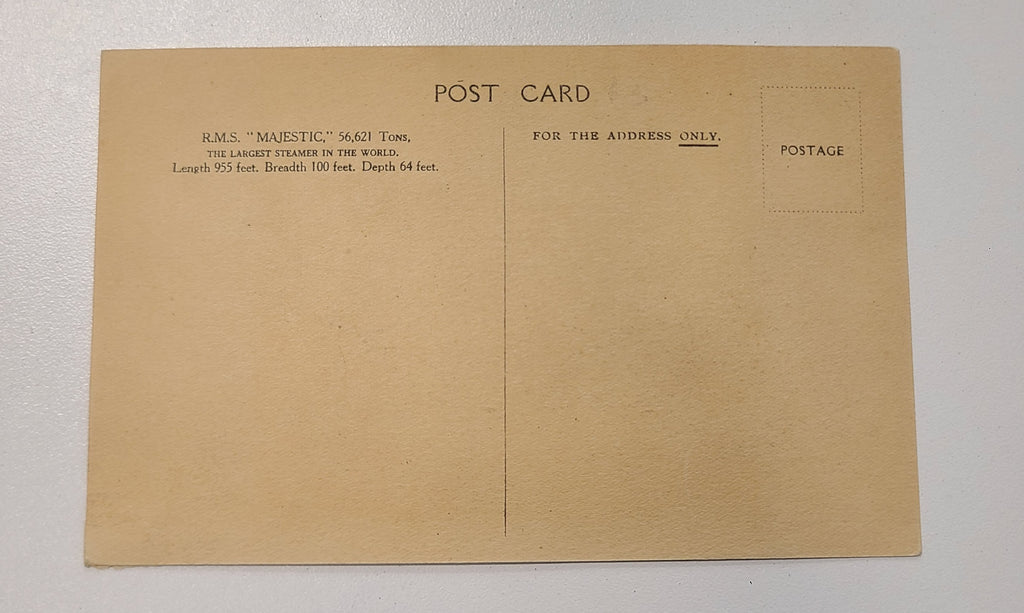 POST CARD
R.M.S. "MAJESTIC," 56,621 Tons,
THE LARGEST STEAMER IN THE WORLD.
Length 955 feet. Breadth 100 feet. Depth 64 feet.
FOR THE ADDRESS ONLY.
POSTAGE